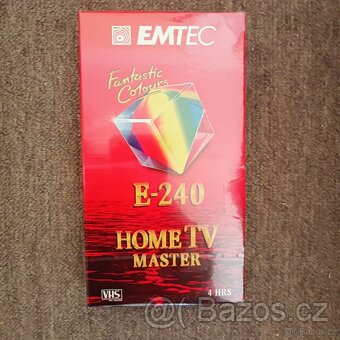 EMTEC
Fantastic
Colours
E-240
HOME TV
MASTER
VHS
4 HRS
Bazos.cz